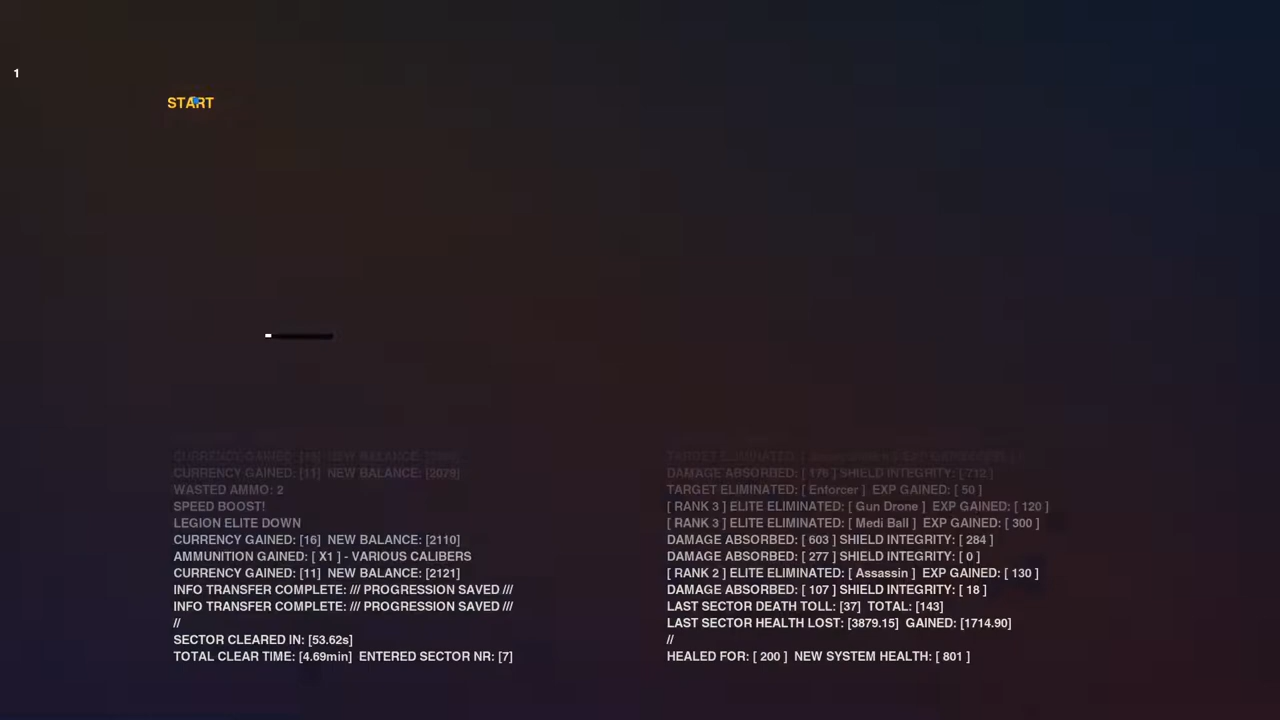 1
START
CURRENCY GAINED: [11]  NEW BALANCE: [2079]
WASTED AMMO: 2
SPEED BOOST!
LEGION ELITE DOWN
CURRENCY GAINED: [16]  NEW BALANCE: [2110]
AMMUNITION GAINED: [ X1 ] - VARIOUS CALIBERS
CURRENCY GAINED: [11]  NEW BALANCE: [2121]
INFO TRANSFER COMPLETE: /// PROGRESSION SAVED ///
INFO TRANSFER COMPLETE: /// PROGRESSION SAVED ///
//
SECTOR CLEARED IN: [53.62s]
TOTAL CLEAR TIME: [4.69min]  ENTERED SECTOR NR: [7]
TARGET ELIMINATED: [
DAMAGE ABSORBED: [ 176 ] SHIELD INTEGRITY: [ 732 ]
TARGET ELIMINATED: [ Enforcer ]  EXP GAINED: [ 50 ]
[ RANK 3 ] ELITE ELIMINATED: [ Gun Drone ]  EXP GAINED: [ 120 ]
[ RANK 3 ] ELITE ELIMINATED: [ Medi Ball ]  EXP GAINED: [ 300 ]
DAMAGE ABSORBED: [ 603 ] SHIELD INTEGRITY: [ 284 ]
DAMAGE ABSORBED: [ 277 ] SHIELD INTEGRITY: [ 0 ]
[ RANK 2 ] ELITE ELIMINATED: [ Assassin ]  EXP GAINED: [ 130 ]
DAMAGE ABSORBED: [ 107 ] SHIELD INTEGRITY: [ 18 ]
LAST SECTOR DEATH TOLL: [37]  TOTAL: [143]
LAST SECTOR HEALTH LOST: [3879.15]  GAINED: [1714.90]
//
HEALED FOR: [ 200 ]  NEW SYSTEM HEALTH: [ 801 ]